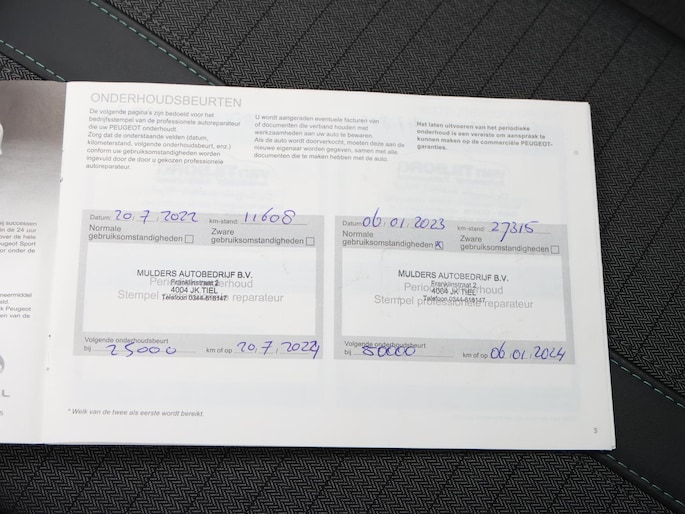 ONDERHOUDSBEURTEN
De volgende pagina's zijn bedoeld voor het
bedrijfsstempel van de professionele autoreparateur
die uw PEUGEOT onderhoudt.
Zorg dat de onderstaande velden (datum,
kilometerstand, volgende onderhoudsbeurt, enz.)
conform uw gebruiksomstandigheden worden
ingevuld door de door u gekozen professionele
autoreparateur.
U wordt aangeraden eventuele facturen van
of documenten die verband houden met
werkzaamheden aan uw auto te bewaren.
Als de auto wordt doorverkocht, moeten deze aan de
nieuwe eigenaar worden gegeven, samen met alle
documenten die te maken hebben met de auto.
Het laten uitvoeren van het periodieke
onderhoud is een vereiste om aanspraak te
kunnen maken op de commerciële PEUGEOT-
garanties.
Datum: 20.7.2022 km-stand: 11608
Normale
gebruiksomstandigheden
Zware
gebruiksomstandigheden
MULDERS AUTOBEDRIJF B.V.
Franklinstraat 2
4004 JK TIEL
Telefoon 0344-616147
Stempel professionele reparateur
Volgende onderhoudsbeurt
bij 25000 km of op 20.7.2024
Datum: 06.01.2023 km-stand: 27315
Normale
gebruiksomstandigheden x
Zware
gebruiksomstandigheden
MULDERS AUTOBEDRIJF B.V.
Franklinstraat 2
4004 JK TIEL
Telefoon 0344-616147
Stempel professionele reparateur
Volgende onderhoudsbeurt
bij 50000 km of op 06.01.2024
* Welk van de twee als eerste wordt bereikt.
3